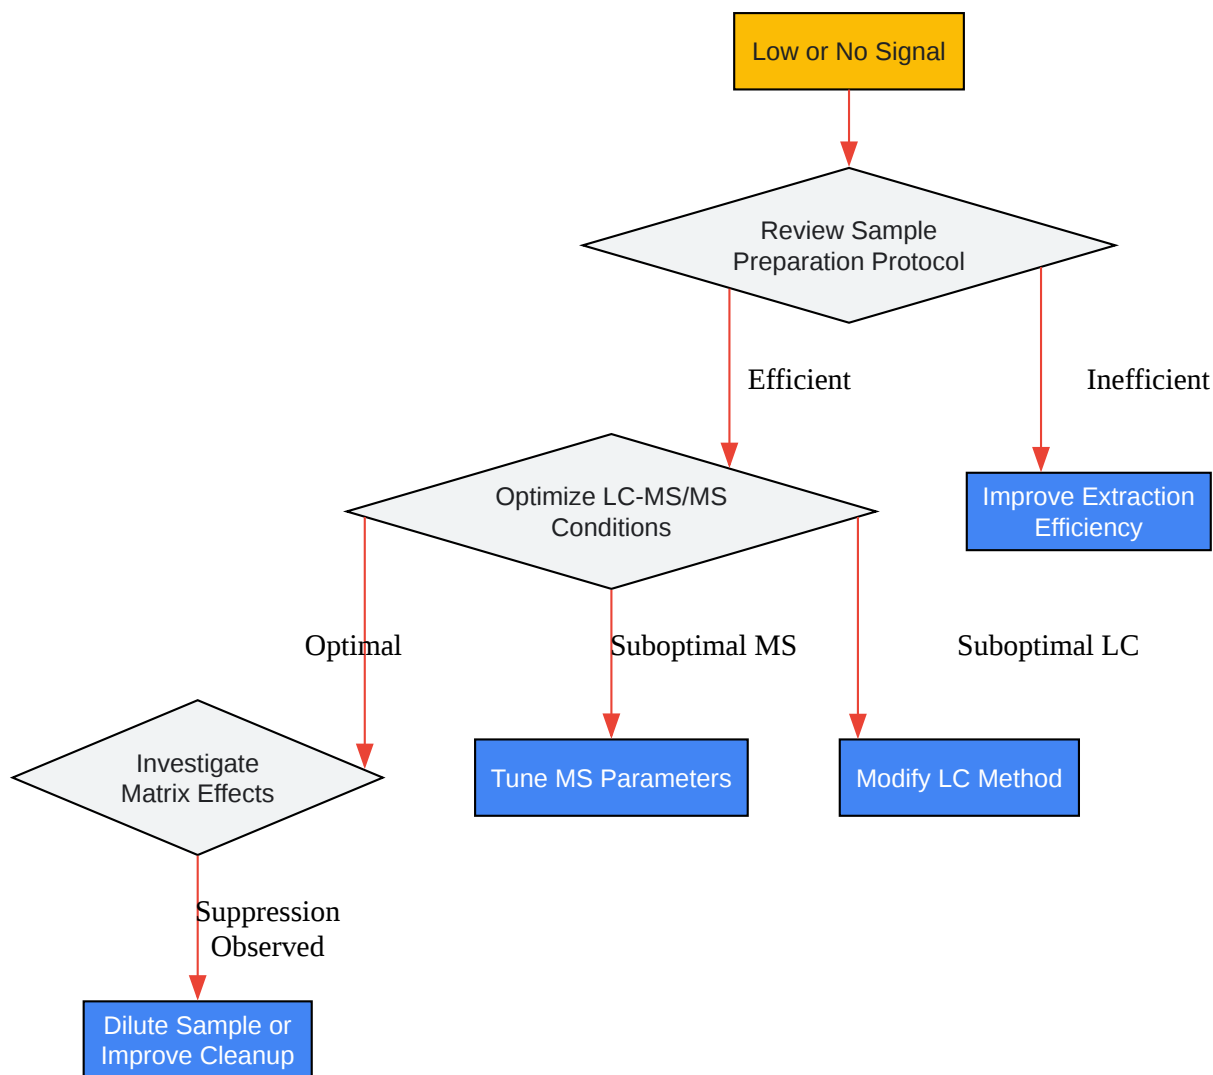 Low or No Signal
Review Sample
Preparation Protocol
Efficient
Inefficient
Optimize LC-MS/MS
Conditions
Improve Extraction
Efficiency
Optimal
Suboptimal MS
Suboptimal LC
Investigate
Matrix Effects
Tune MS Parameters
Modify LC Method
Suppression
Observed
Dilute Sample or
Improve Cleanup